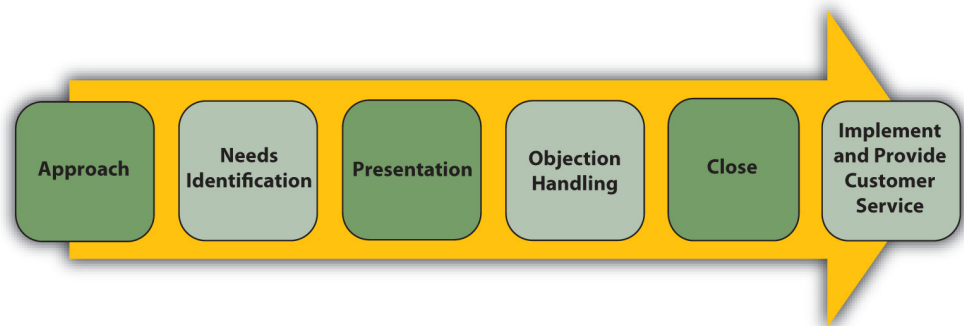 Approach
Needs
Identification
Presentation
Objection
Handling
Close
Implement
and Provide
Customer
Service